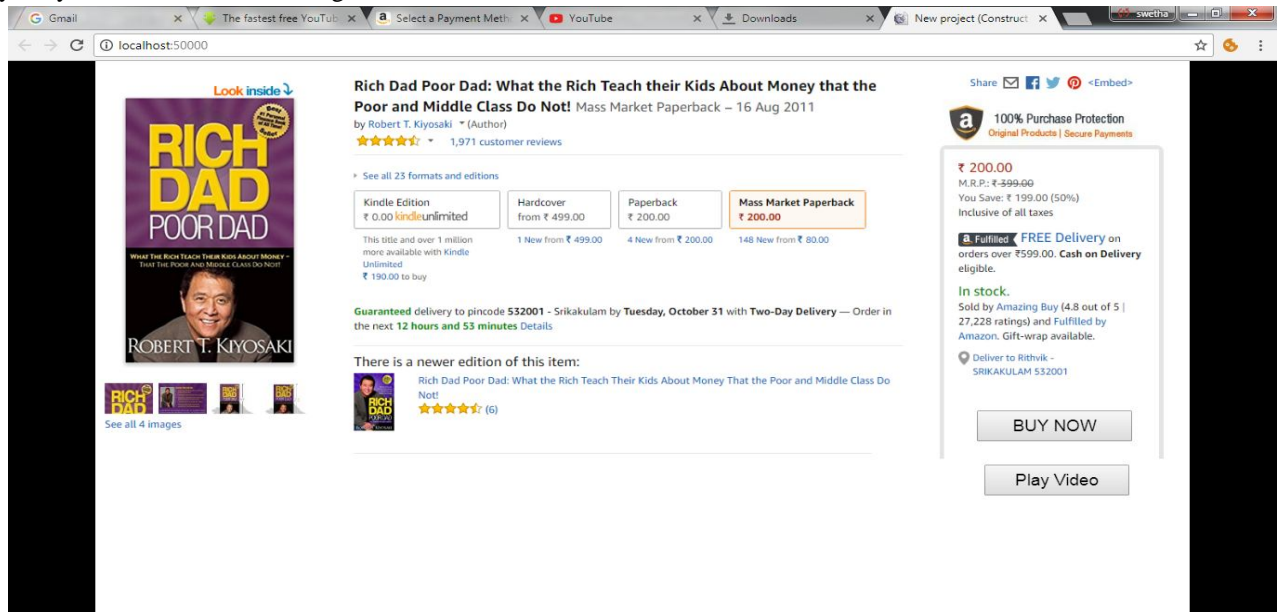 Gmail
The fastest free YouTub
Select a Payment Meth
YouTube
Downloads
New project (Construct
swetha
localhost:50000
Look inside
RICH
DAD
POOR DAD
WHAT THE RICH TEACH THEIR KIDS ABOUT MONEY -
THAT THE POOR AND MIDDLE CLASS DO NOT!
ROBERT T. KIYOSAKI
RICH
DAD
See all 4 images
Rich Dad Poor Dad: What the Rich Teach their Kids About Money that the
Poor and Middle Class Do Not! Mass Market Paperback – 16 Aug 2011
by Robert T. Kiyosaki (Author)
1,971 customer reviews
See all 23 formats and editions
Kindle Edition
₹ 0.00 kindleunlimited
This title and over 1 million
more available with Kindle
Unlimited
₹ 190.00 to buy
Hardcover
from ₹ 499.00
1 New from ₹ 499.00
Paperback
₹ 200.00
4 New from ₹ 200.00
Mass Market Paperback
₹ 200.00
148 New from ₹ 80.00
Guaranteed delivery to pincode 532001 - Srikakulam by Tuesday, October 31 with Two-Day Delivery — Order in
the next 12 hours and 53 minutes Details
There is a newer edition of this item:
RICH
DAD
Rich Dad Poor Dad: What the Rich Teach Their Kids About Money That the Poor and Middle Class Do
Not!
(6)
Share <Embed>
a 100% Purchase Protection
Original Products | Secure Payments
₹ 200.00
M.R.P.: ₹ 399.00
You Save: ₹ 199.00 (50%)
Inclusive of all taxes
a Fulfilled FREE Delivery on
orders over ₹599.00. Cash on Delivery
eligible.
In stock.
Sold by Amazing Buy (4.8 out of 5 |
27,228 ratings) and Fulfilled by
Amazon. Gift-wrap available.
Deliver to Rithvik -
SRIKAKULAM 532001
BUY NOW
Play Video